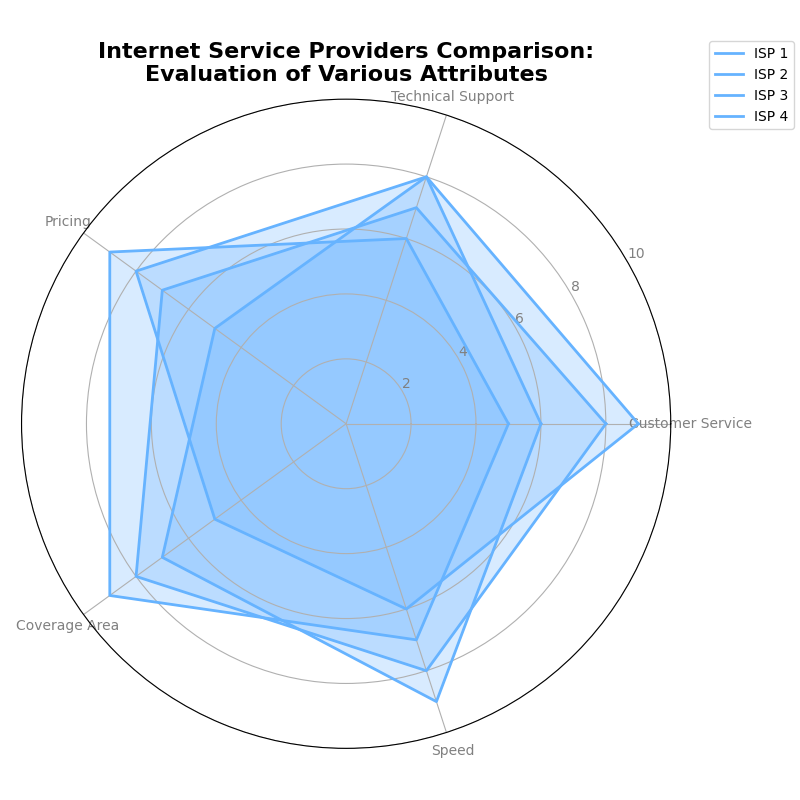 Internet Service Providers Comparison:
Evaluation of Various Attributes
ISP 1
ISP 2
ISP 3
ISP 4
Technical Support
Pricing
Customer Service
Coverage Area
Speed
2
4
6
8
10